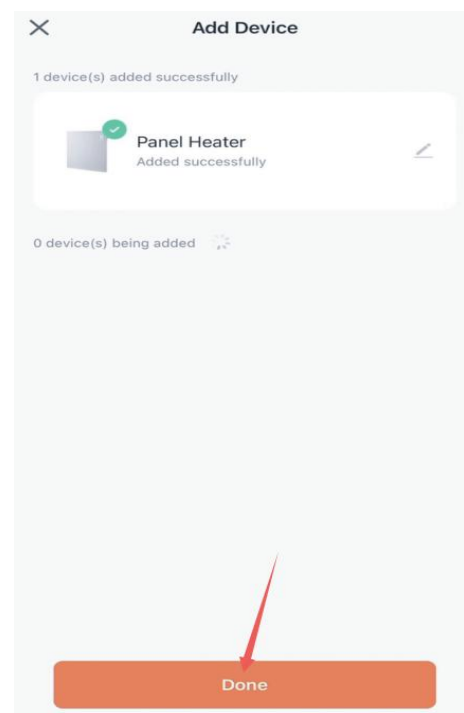 Add Device
1 device(s) added successfully
Panel Heater
Added successfully
0 device(s) being added
Done